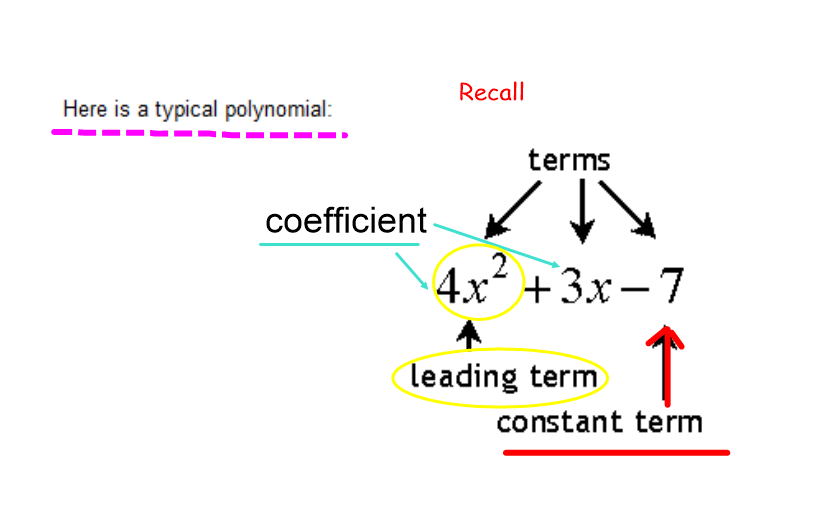 Recall
Here is a typical polynomial:
terms
coefficient
4x² + 3x − 7
leading term
constant term